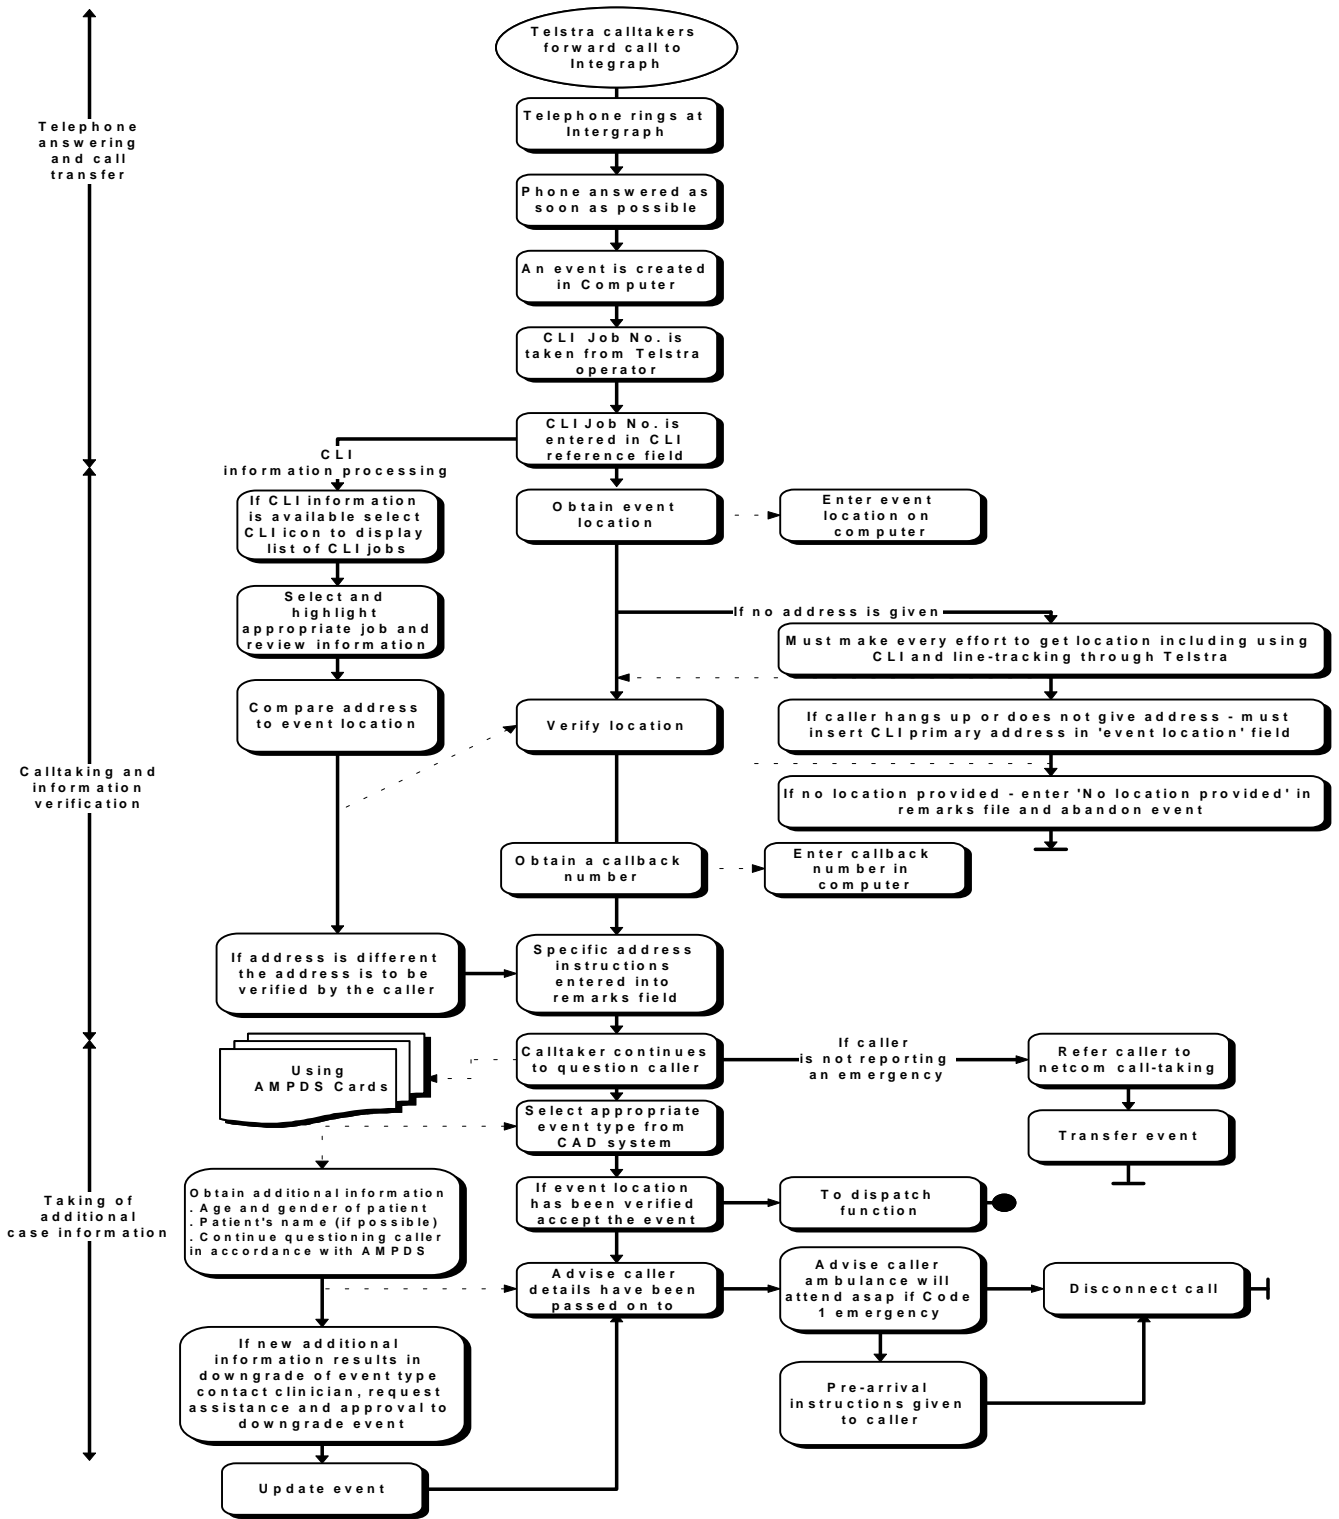 Telstra calltakers
forward call to
Integraph
Telephone rings at
Intergraph
Telephone
answering
and call
transfer
Phone answered as
soon as possible
An event is created
in Computer
CLI Job No. is
taken from Telstra
operator
CLI Job No. is
entered in CLI
reference field
CLI
information processing
If CLI information
is available select
CLI icon to display
list of CLI jobs
Obtain event
location
Enter event
location on
computer
Select and
highlight
appropriate job and
review information
If no address is given
Must make every effort to get location including using
CLI and line-tracking through Telstra
Compare address
to event location
Verify location
If caller hangs up or does not give address - must
insert CLI primary address in 'event location' field
Calltaking and
information
verification
If no location provided - enter 'No location provided' in
remarks file and abandon event
Obtain a callback
number
Enter callback
number in
computer
If address is different
the address is to be
verified by the caller
Specific address
instructions
entered into
remarks field
Using
AMPDS Cards
Calltaker continues
to question caller
If caller
is not reporting
an emergency
Refer caller to
netcom call-taking
Select appropriate
event type from
CAD system
Transfer event
Taking of
additional
case information
Obtain additional information
. Age and gender of patient
. Patient's name (if possible)
. Continue questioning caller
in accordance with AMPDS
If event location
has been verified
accept the event
To dispatch
function
Advise caller
details have been
passed on to
Advise caller
ambulance will
attend asap if Code
1 emergency
Disconnect call
If new additional
information results in
downgrade of event type
contact clinician, request
assistance and approval to
downgrade event
Pre-arrival
instructions given
to caller
Update event